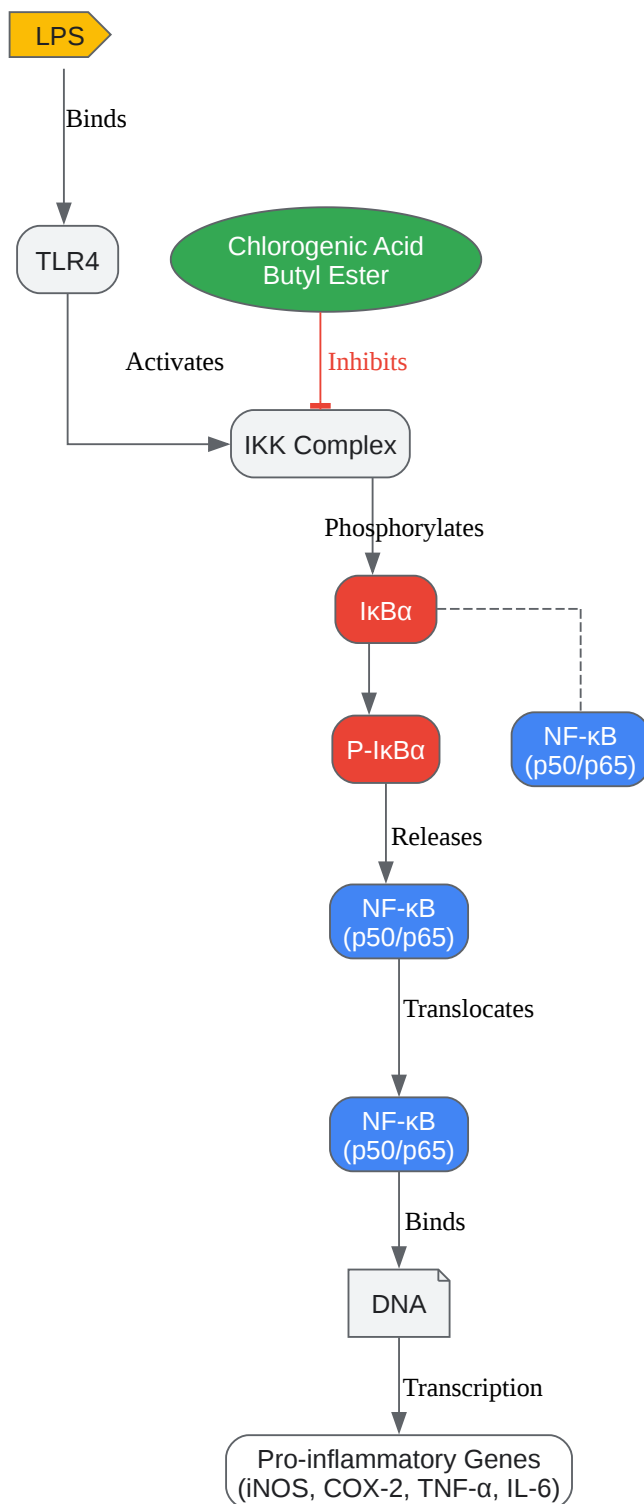 LPS
Binds
TLR4
Chlorogenic Acid
Butyl Ester
Activates
Inhibits
IKK Complex
Phosphorylates
IκBα
P-IκBα
NF-κB
(p50/p65)
Releases
NF-κB
(p50/p65)
Translocates
NF-κB
(p50/p65)
Binds
DNA
Transcription
Pro-inflammatory Genes
(iNOS, COX-2, TNF-α, IL-6)